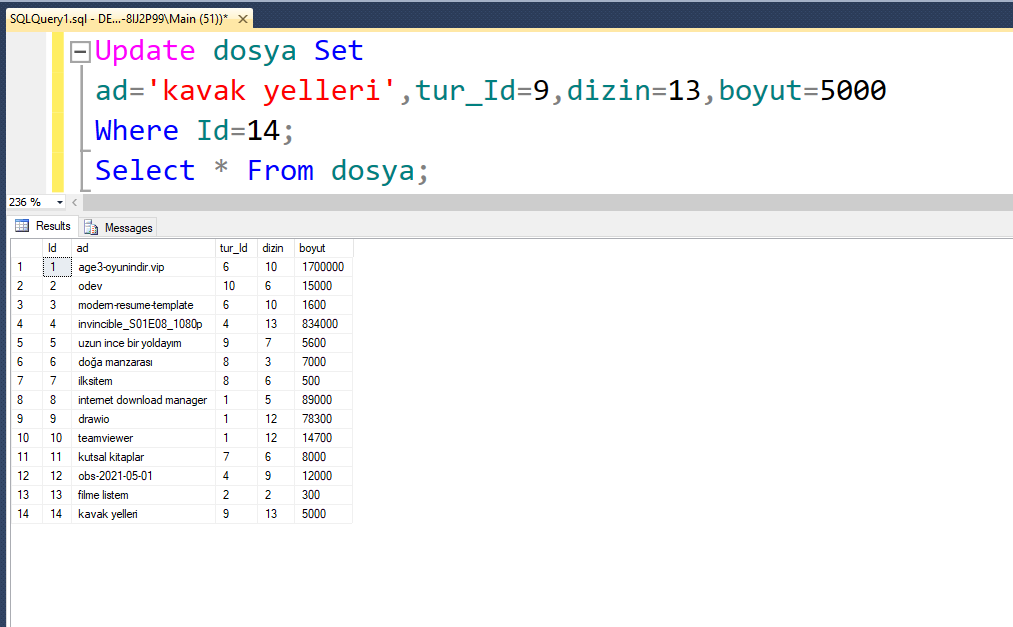 SQLQuery1.sql - DE...-8IJ2P99\Main (51))* ×
Update dosya Set
ad='kavak yelleri',tur_Id=9,dizin=13,boyut=5000
Where Id=14;
Select * From dosya;
236 %
Results Messages
Id ad tur_Id dizin boyut
1 1 age3-oyunindir.vip 6 10 1700000
2 2 odev 10 6 15000
3 3 modern-resume-template 6 10 1600
4 4 invincible_S01E08_1080p 4 13 834000
5 5 uzun ince bir yoldayım 9 7 5600
6 6 doğa manzarası 8 3 7000
7 7 ilksitem 8 6 500
8 8 internet download manager 1 5 89000
9 9 drawio 1 12 78300
10 10 teamviewer 1 12 14700
11 11 kutsal kitaplar 7 6 8000
12 12 obs-2021-05-01 4 9 12000
13 13 filme listem 2 2 300
14 14 kavak yelleri 9 13 5000